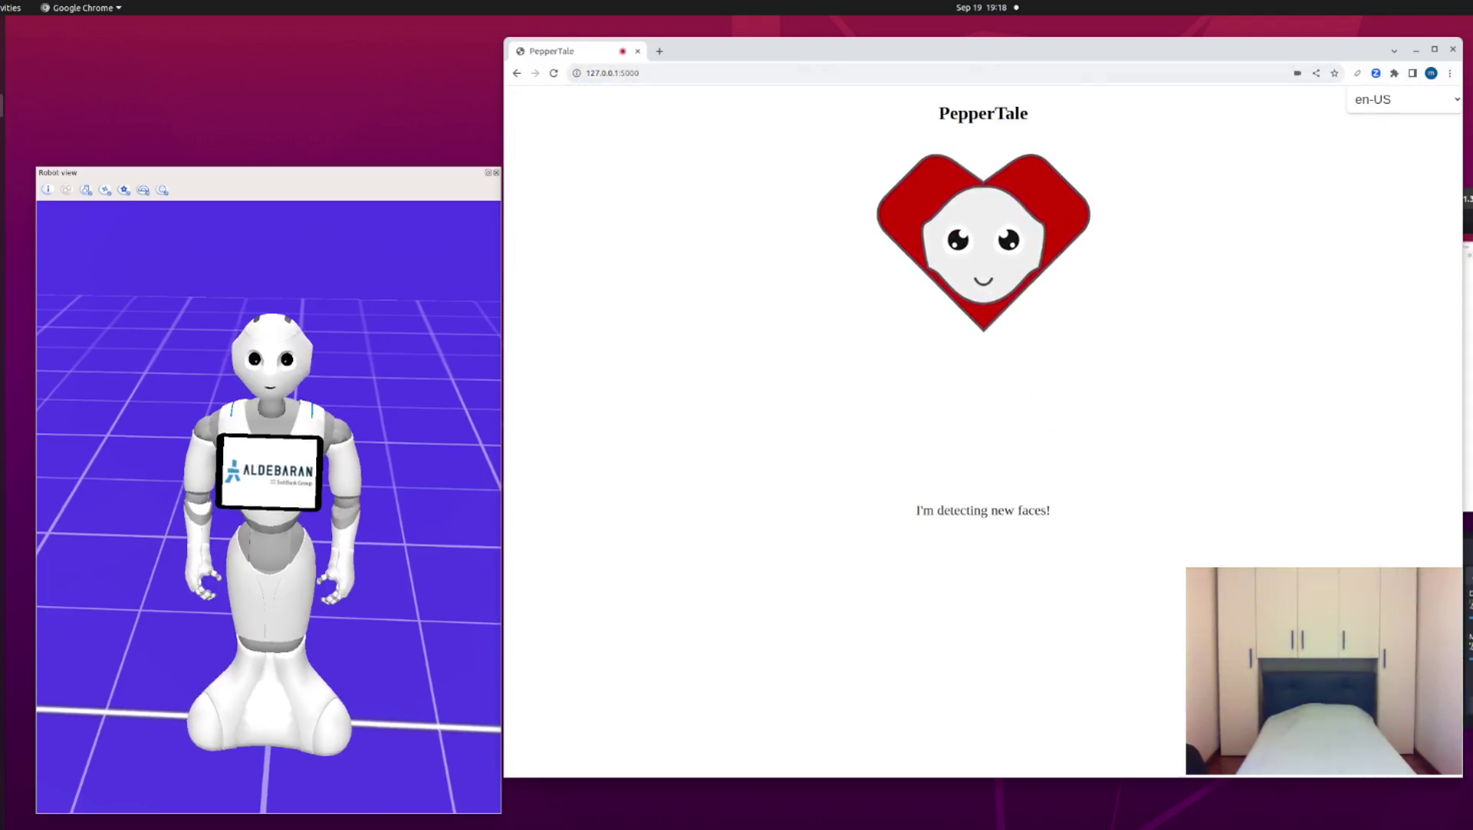 vities
Google Chrome
Sep 19 19:18
PepperTale
127.0.0.1:5000
en-US
PepperTale
Robot view
ALDEBARAN
SoftBank Group
I'm detecting new faces!